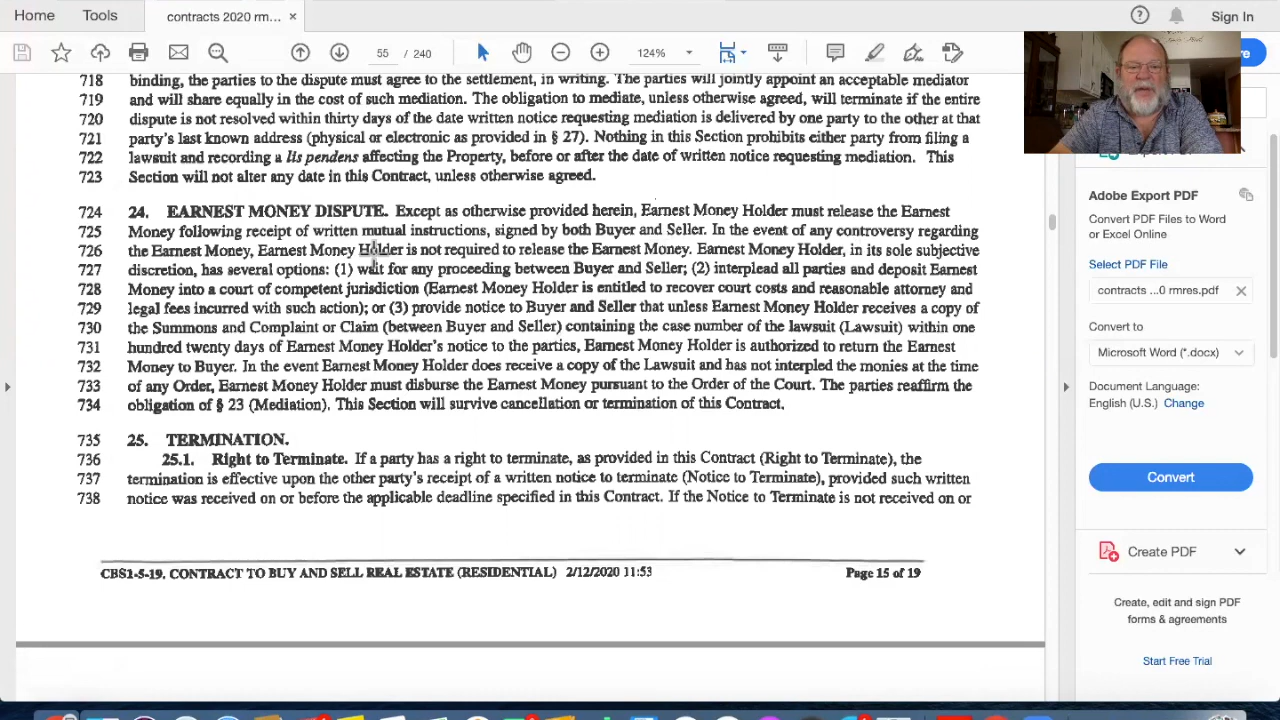 Home Tools contracts 2020 rm... × Sign In
55 / 240 124%
718 binding, the parties to the dispute must agree to the settlement, in writing. The parties will jointly appoint an acceptable mediator
719 and will share equally in the cost of such mediation. The obligation to mediate, unless otherwise agreed, will terminate if the entire
720 dispute is not resolved within thirty days of the date written notice requesting mediation is delivered by one party to the other at that
721 party's last known address (physical or electronic as provided in § 27). Nothing in this Section prohibits either party from filing a
722 lawsuit and recording a lis pendens affecting the Property, before or after the date of written notice requesting mediation. This
723 Section will not alter any date in this Contract, unless otherwise agreed.
724 24. EARNEST MONEY DISPUTE. Except as otherwise provided herein, Earnest Money Holder must release the Earnest
725 Money following receipt of written mutual instructions, signed by both Buyer and Seller. In the event of any controversy regarding
726 the Earnest Money, Earnest Money Holder is not required to release the Earnest Money. Earnest Money Holder, in its sole subjective
727 discretion, has several options: (1) wait for any proceeding between Buyer and Seller; (2) interplead all parties and deposit Earnest
728 Money into a court of competent jurisdiction (Earnest Money Holder is entitled to recover court costs and reasonable attorney and
729 legal fees incurred with such action); or (3) provide notice to Buyer and Seller that unless Earnest Money Holder receives a copy of
730 the Summons and Complaint or Claim (between Buyer and Seller) containing the case number of the lawsuit (Lawsuit) within one
731 hundred twenty days of Earnest Money Holder's notice to the parties, Earnest Money Holder is authorized to return the Earnest
732 Money to Buyer. In the event Earnest Money Holder does receive a copy of the Lawsuit and has not interpled the monies at the time
733 of any Order, Earnest Money Holder must disburse the Earnest Money pursuant to the Order of the Court. The parties reaffirm the
734 obligation of § 23 (Mediation). This Section will survive cancellation or termination of this Contract.
735 25. TERMINATION.
736 25.1. Right to Terminate. If a party has a right to terminate, as provided in this Contract (Right to Terminate), the
737 termination is effective upon the other party's receipt of a written notice to terminate (Notice to Terminate), provided such written
738 notice was received on or before the applicable deadline specified in this Contract. If the Notice to Terminate is not received on or
CBS1-5-19. CONTRACT TO BUY AND SELL REAL ESTATE (RESIDENTIAL) 2/12/2020 11:53 Page 15 of 19
Adobe Export PDF
Convert PDF Files to Word
or Excel Online
Select PDF File
contracts ...0 rmres.pdf ×
Convert to
Microsoft Word (*.docx)
Document Language:
English (U.S.) Change
Convert
Create PDF
Create, edit and sign PDF
forms & agreements
Start Free Trial